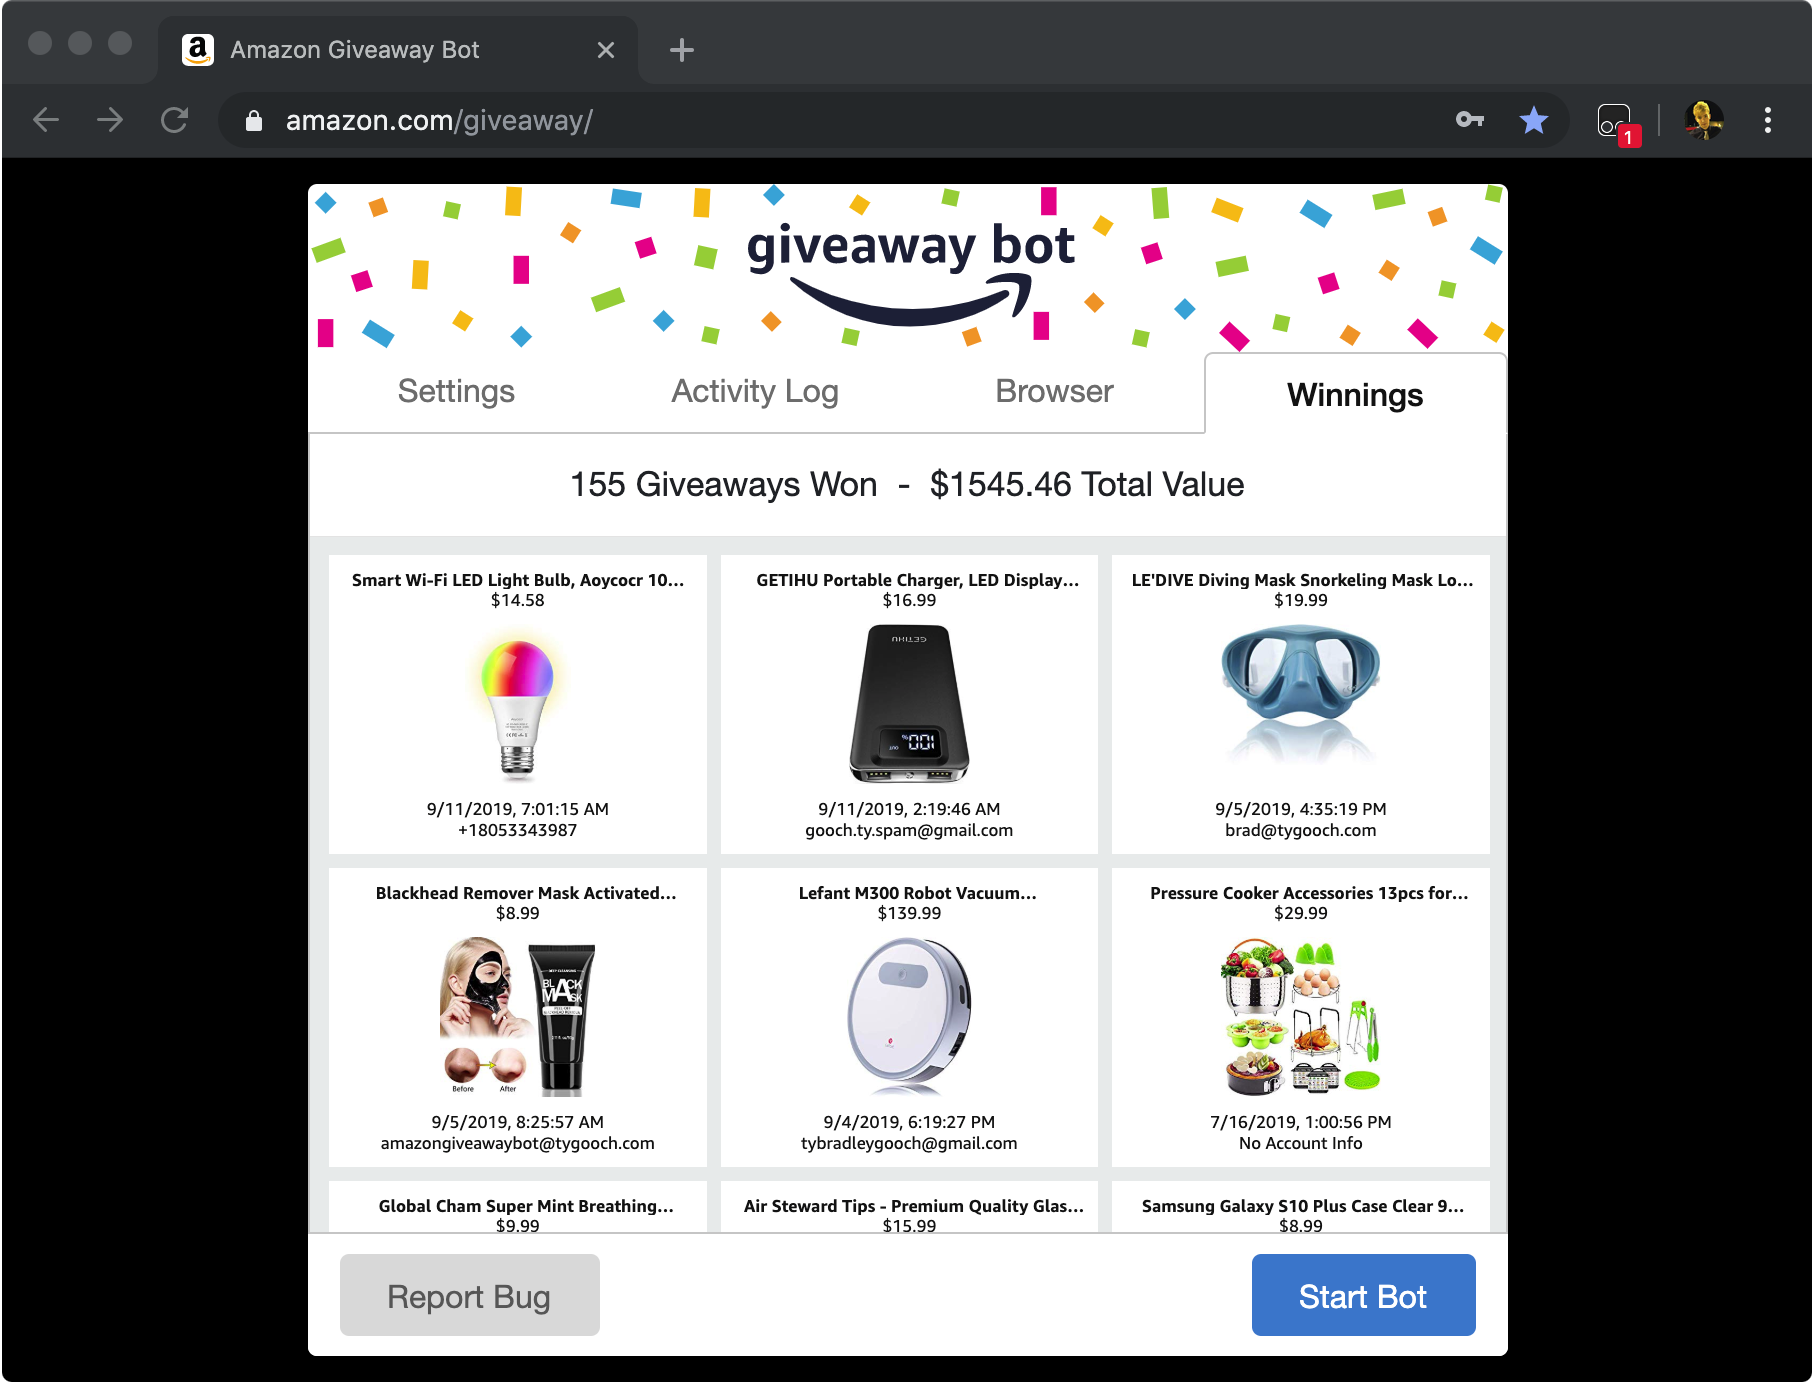 Amazon Giveaway Bot
amazon.com/giveaway/
1
giveaway bot
Settings
Activity Log
Browser
Winnings
155 Giveaways Won - $1545.46 Total Value
Smart Wi-Fi LED Light Bulb, Aoycocr 10...
$14.58
9/11/2019, 7:01:15 AM
+18053343987
GETIHU Portable Charger, LED Display...
$16.99
GETIHU
100%
OUT
9/11/2019, 2:19:46 AM
gooch.ty.spam@gmail.com
LE'DIVE Diving Mask Snorkeling Mask Lo...
$19.99
9/5/2019, 4:35:19 PM
brad@tygooch.com
Blackhead Remover Mask Activated...
$8.99
DEEP CLEANSING
BLACK
MASK
Before
After
9/5/2019, 8:25:57 AM
amazongiveawaybot@tygooch.com
Lefant M300 Robot Vacuum...
$139.99
9/4/2019, 6:19:27 PM
tybradleygooch@gmail.com
Pressure Cooker Accessories 13pcs for...
$29.99
7/16/2019, 1:00:56 PM
No Account Info
Global Cham Super Mint Breathing...
$9.99
Air Steward Tips - Premium Quality Glas...
$15.99
Samsung Galaxy S10 Plus Case Clear 9...
$8.99
Report Bug
Start Bot